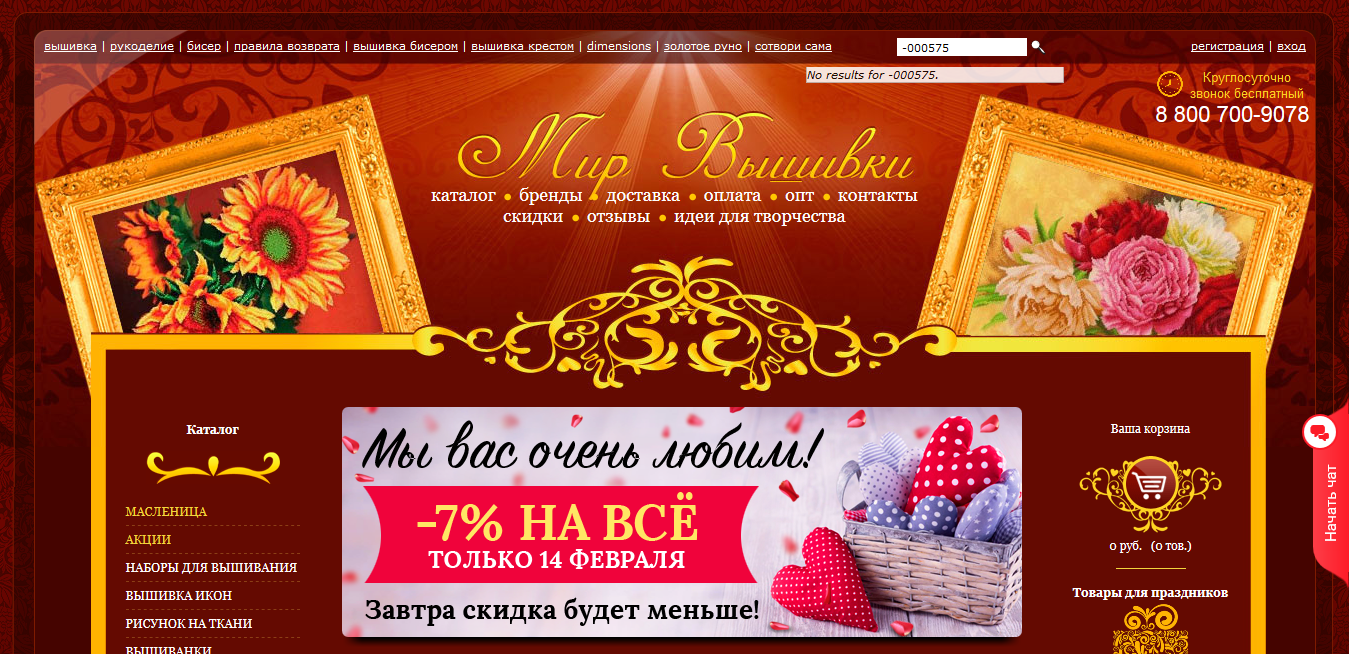 вышивка | рукоделие | бисер | правила возврата | вышивка бисером | вышивка крестом | dimensions | золотое руно | сотвори сама
-000575
регистрация | вход
No results for -000575.
Круглосуточно
звонок бесплатный
8 800 700-9078
Мир Вышивки
каталог • бренды • доставка • оплата • опт • контакты
скидки • отзывы • идеи для творчества
Каталог
МАСЛЕНИЦА
АКЦИИ
НАБОРЫ ДЛЯ ВЫШИВАНИЯ
ВЫШИВКА ИКОН
РИСУНОК НА ТКАНИ
ВЫШИВАНКИ
Мы вас очень любим!
-7% НА ВСЁ
ТОЛЬКО 14 ФЕВРАЛЯ
Завтра скидка будет меньше!
Ваша корзина
0 руб. (0 тов.)
Товары для праздников
Начать чат